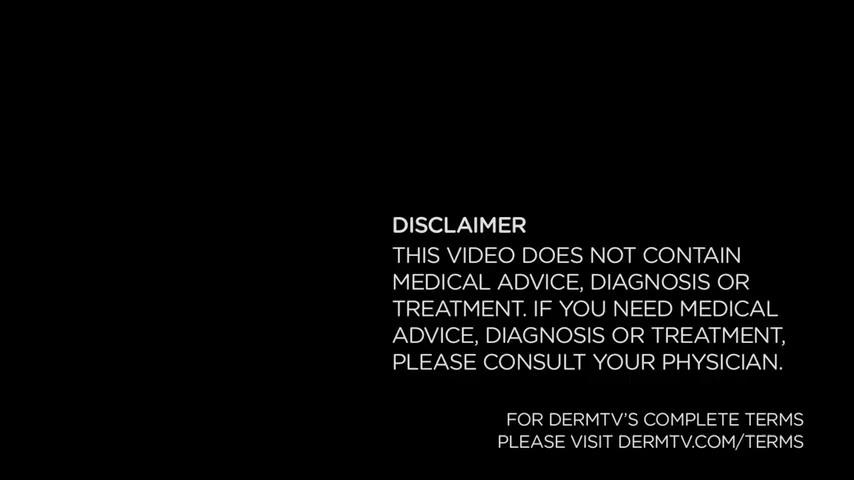 DISCLAIMER
THIS VIDEO DOES NOT CONTAIN
MEDICAL ADVICE, DIAGNOSIS OR
TREATMENT. IF YOU NEED MEDICAL
ADVICE, DIAGNOSIS OR TREATMENT,
PLEASE CONSULT YOUR PHYSICIAN.
FOR DERMTV'S COMPLETE TERMS
PLEASE VISIT DERMTV.COM/TERMS